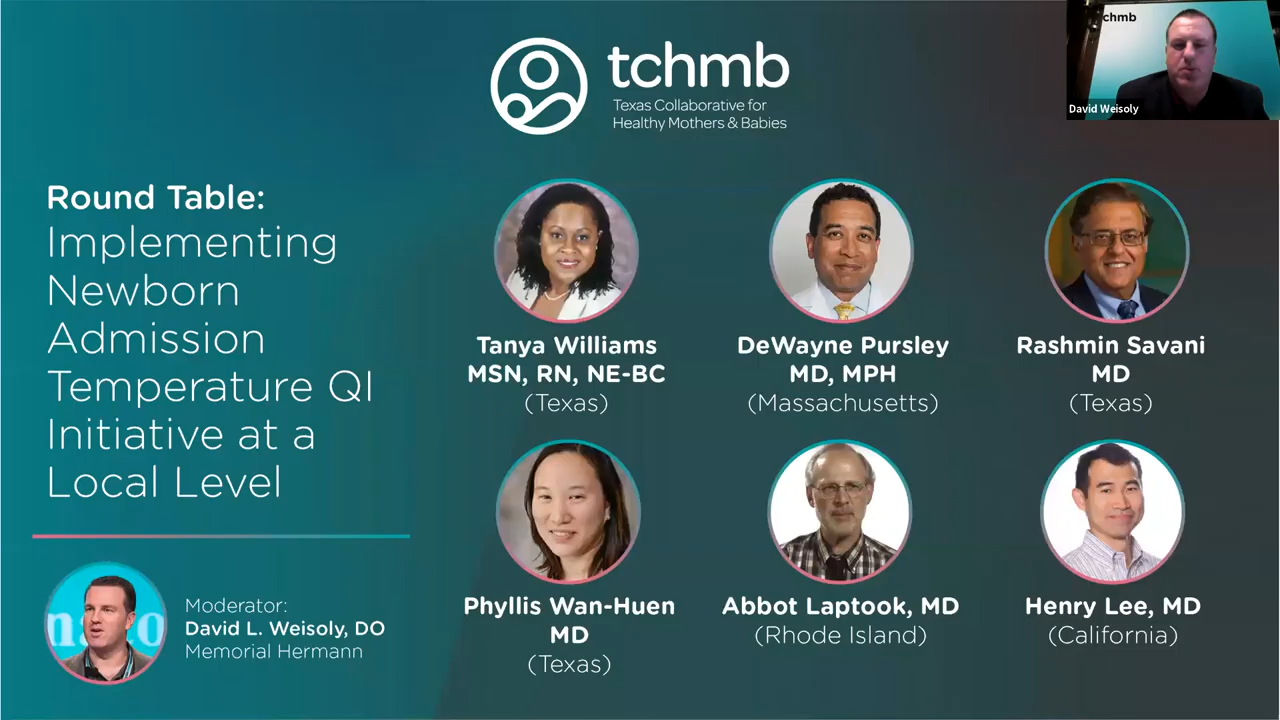 tchmb
Texas Collaborative for
Healthy Mothers & Babies
chmb
David Weisoly
Round Table:
Implementing
Newborn
Admission
Temperature QI
Initiative at a
Local Level
Moderator:
David L. Weisoly, DO
Memorial Hermann
Tanya Williams
MSN, RN, NE-BC
(Texas)
DeWayne Pursley
MD, MPH
(Massachusetts)
Rashmin Savani
MD
(Texas)
Phyllis Wan-Huen
MD
(Texas)
Abbot Laptook, MD
(Rhode Island)
Henry Lee, MD
(California)